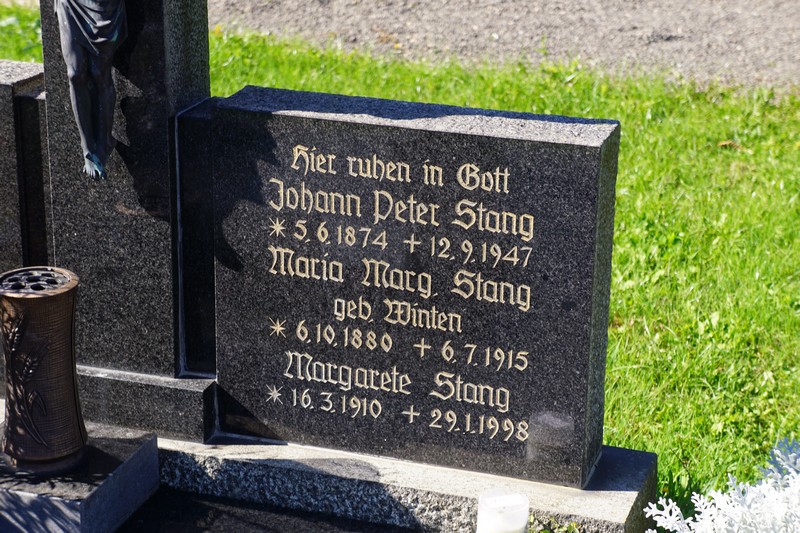 Hier ruhen in Gott
Johann Peter Stang
* 5.6.1874 + 12.9.1947
Maria Marg. Stang
geb. Winten
* 6.10.1880 + 6.7.1915
Margarete Stang
* 16.3.1910 + 29.1.1998